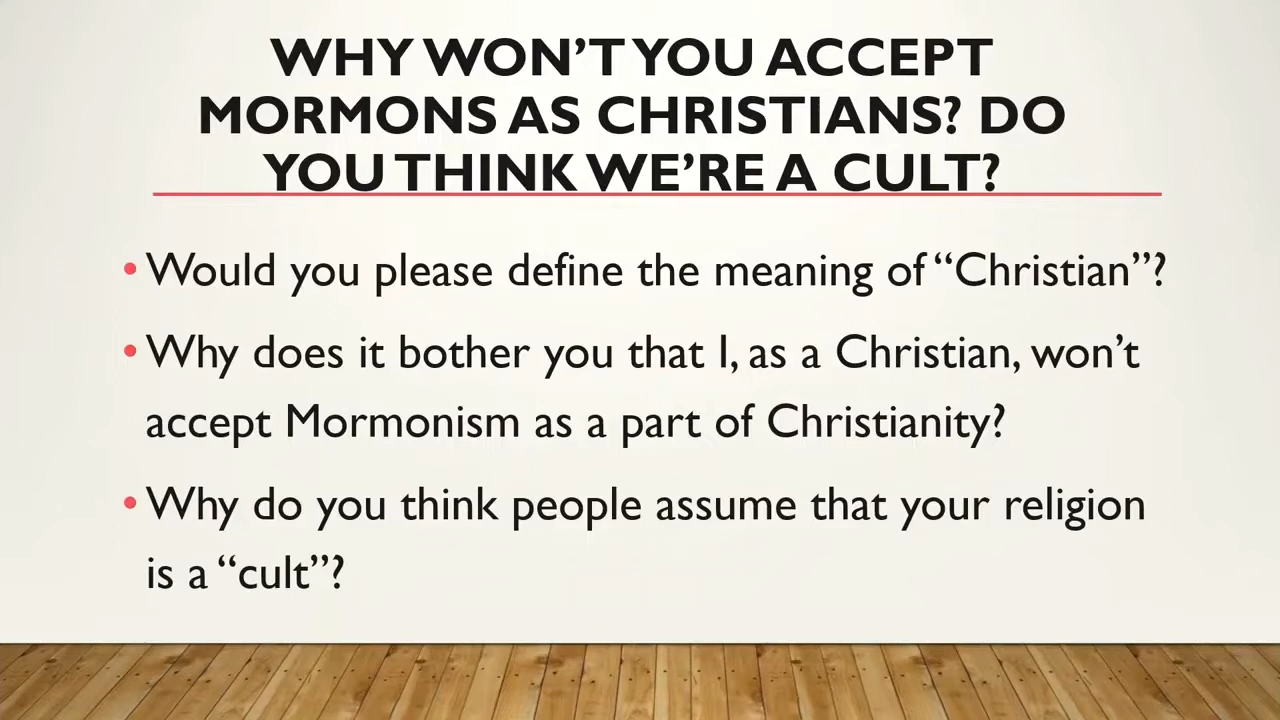 WHY WON’T YOU ACCEPT
MORMONS AS CHRISTIANS? DO
YOU THINK WE’RE A CULT?
• Would you please define the meaning of “Christian”?
• Why does it bother you that I, as a Christian, won’t
accept Mormonism as a part of Christianity?
• Why do you think people assume that your religion
is a “cult”?